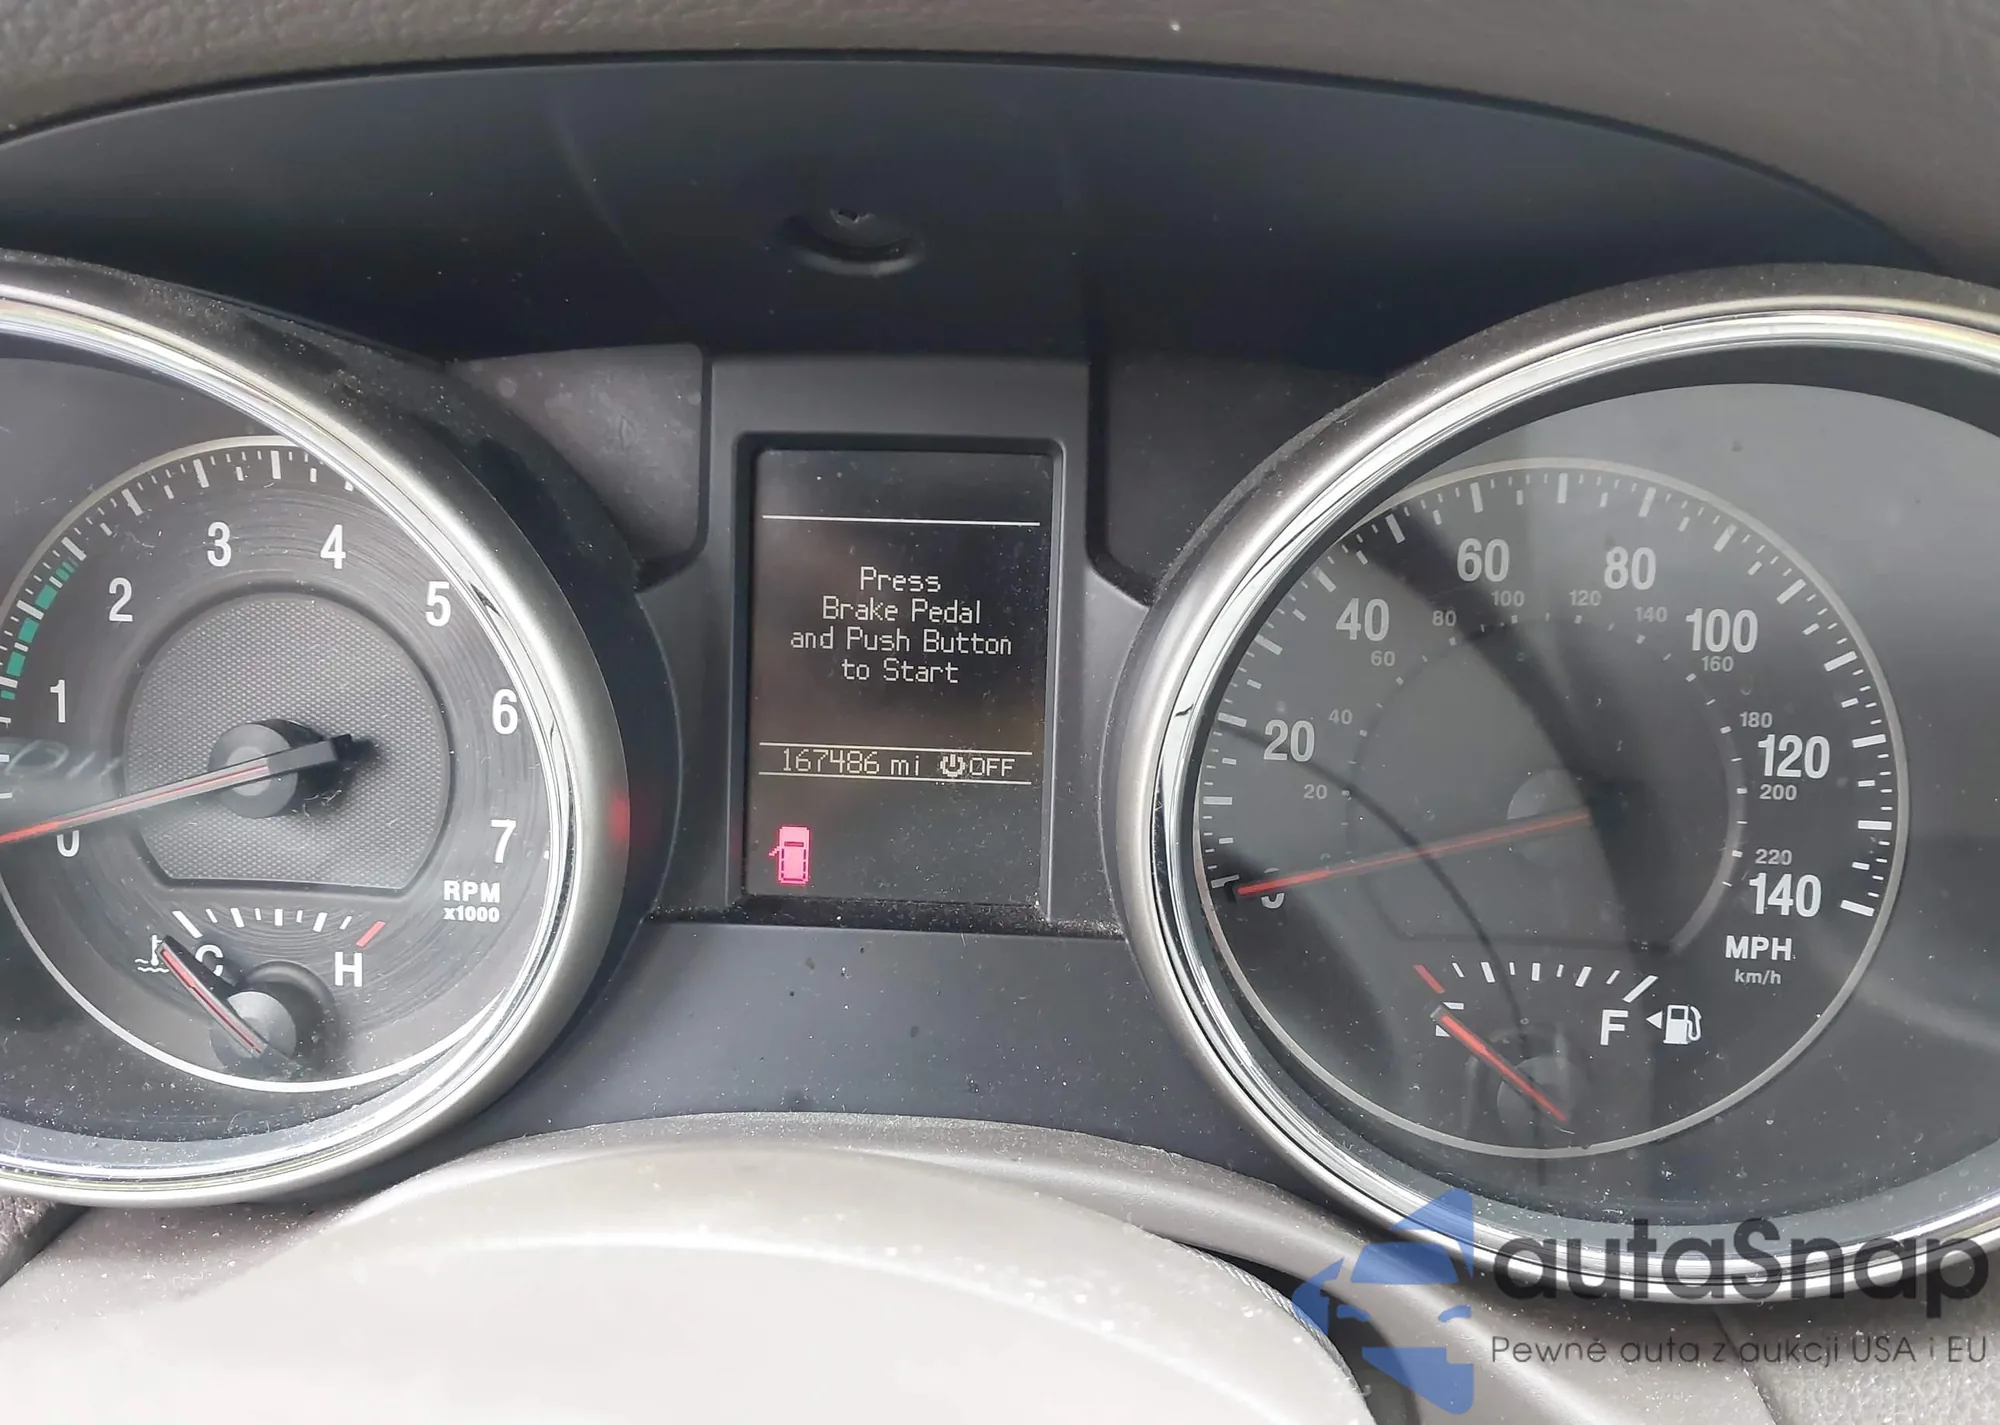 1
2
3
4
5
6
7
0
RPM
x1000
C
H
Press
Brake Pedal
and Push Button
to Start
167486 mi OFF
0
20
40
60
80
100
120
140
20
40
60
80
100
120
140
160
180
200
220
MPH
km/h
F
autaSnap
Pewne auta z aukcji USA i EU